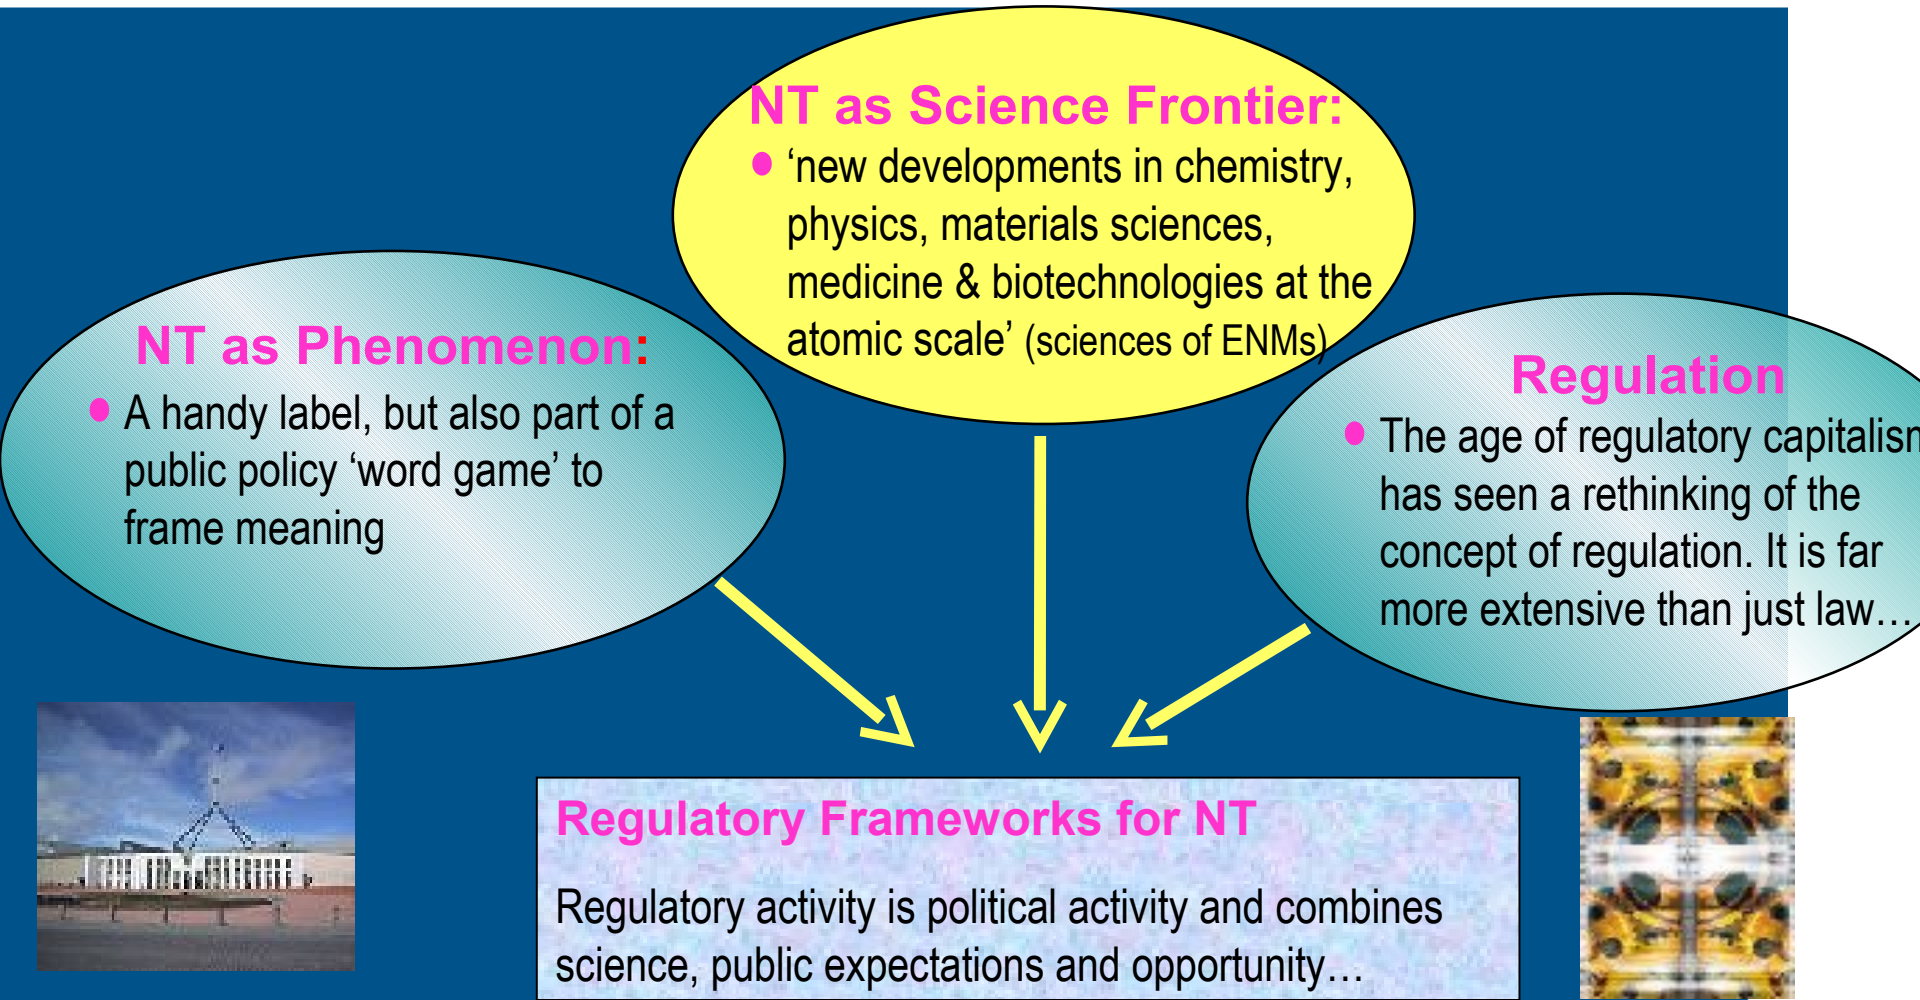 NT as Science Frontier:
● ‘new developments in chemistry,
physics, materials sciences,
medicine & biotechnologies at the
atomic scale’ (sciences of ENMs)
NT as Phenomenon:
● A handy label, but also part of a
public policy ‘word game’ to
frame meaning
Regulation
● The age of regulatory capitalism
has seen a rethinking of the
concept of regulation. It is far
more extensive than just law…
Regulatory Frameworks for NT
Regulatory activity is political activity and combines
science, public expectations and opportunity…